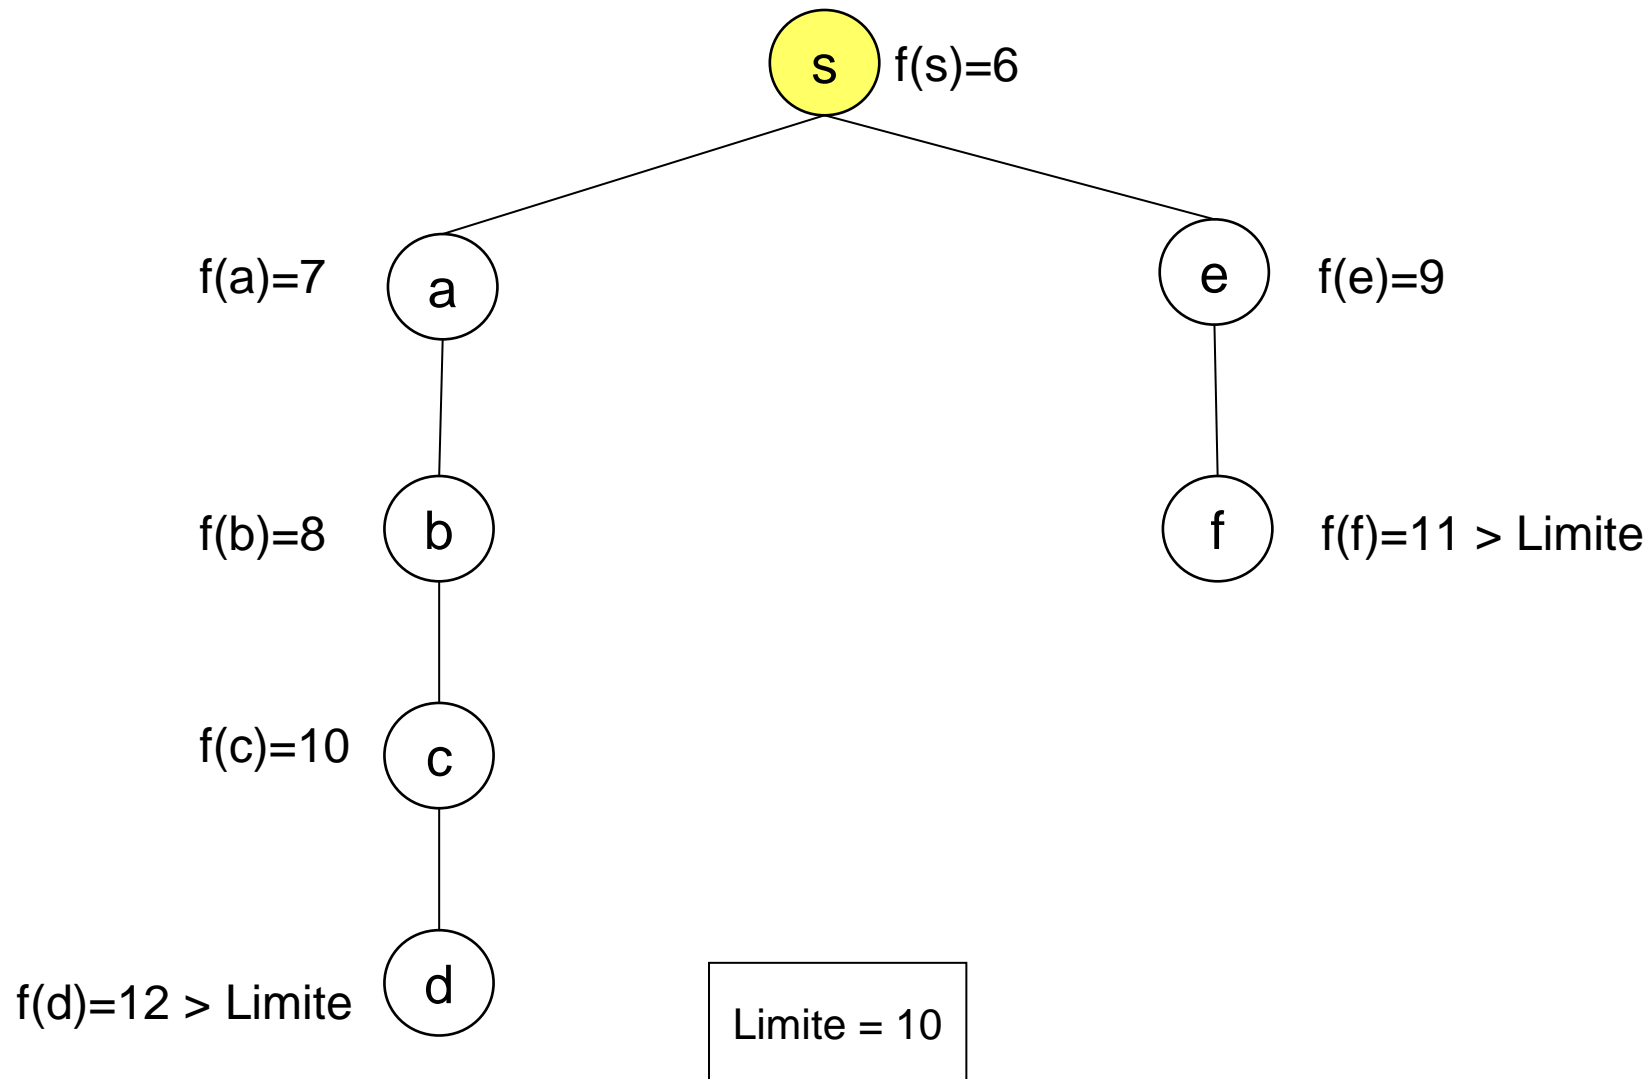 s
f(s)=6
f(a)=7
a
e
f(e)=9
f(b)=8
b
f
f(f)=11 > Limite
f(c)=10
c
f(d)=12 > Limite
d
Limite = 10